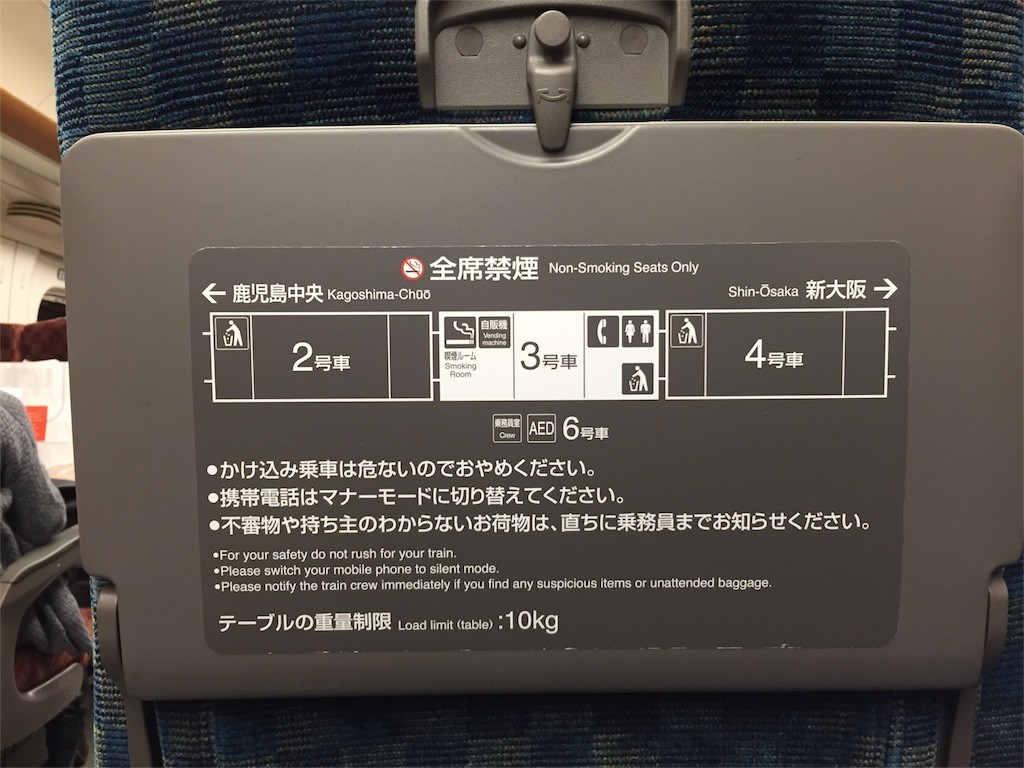 全席禁煙 Non-Smoking Seats Only
← 鹿児島中央 Kagoshima-Chūō
Shin-Ōsaka 新大阪 →
2号車
自販機
Vending
machine
喫煙ルーム
Smoking
Room
3号車
4号車
乗務員室
Crew
AED
6号車
●かけ込み乗車は危ないのでおやめください。
●携帯電話はマナーモードに切り替えてください。
●不審物や持ち主のわからないお荷物は、直ちに乗務員までお知らせください。
●For your safety do not rush for your train.
●Please switch your mobile phone to silent mode.
●Please notify the train crew immediately if you find any suspicious items or unattended baggage.
テーブルの重量制限 Load limit (table) :10kg